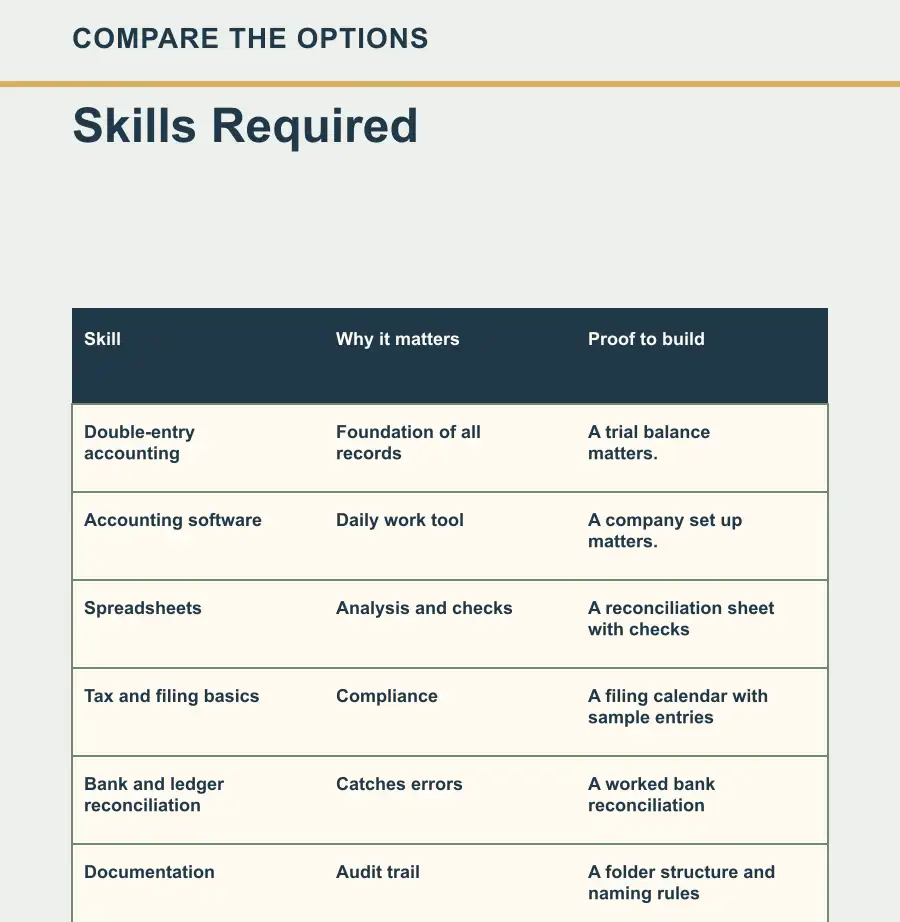 COMPARE THE OPTIONS
Skills Required
Skill
Why it matters
Proof to build
Double-entry
accounting
Foundation of all
records
A trial balance
matters.
Accounting software
Daily work tool
A company set up
matters.
Spreadsheets
Analysis and checks
A reconciliation sheet
with checks
Tax and filing basics
Compliance
A filing calendar with
sample entries
Bank and ledger
reconciliation
Catches errors
A worked bank
reconciliation
Documentation
Audit trail
A folder structure and
naming rules